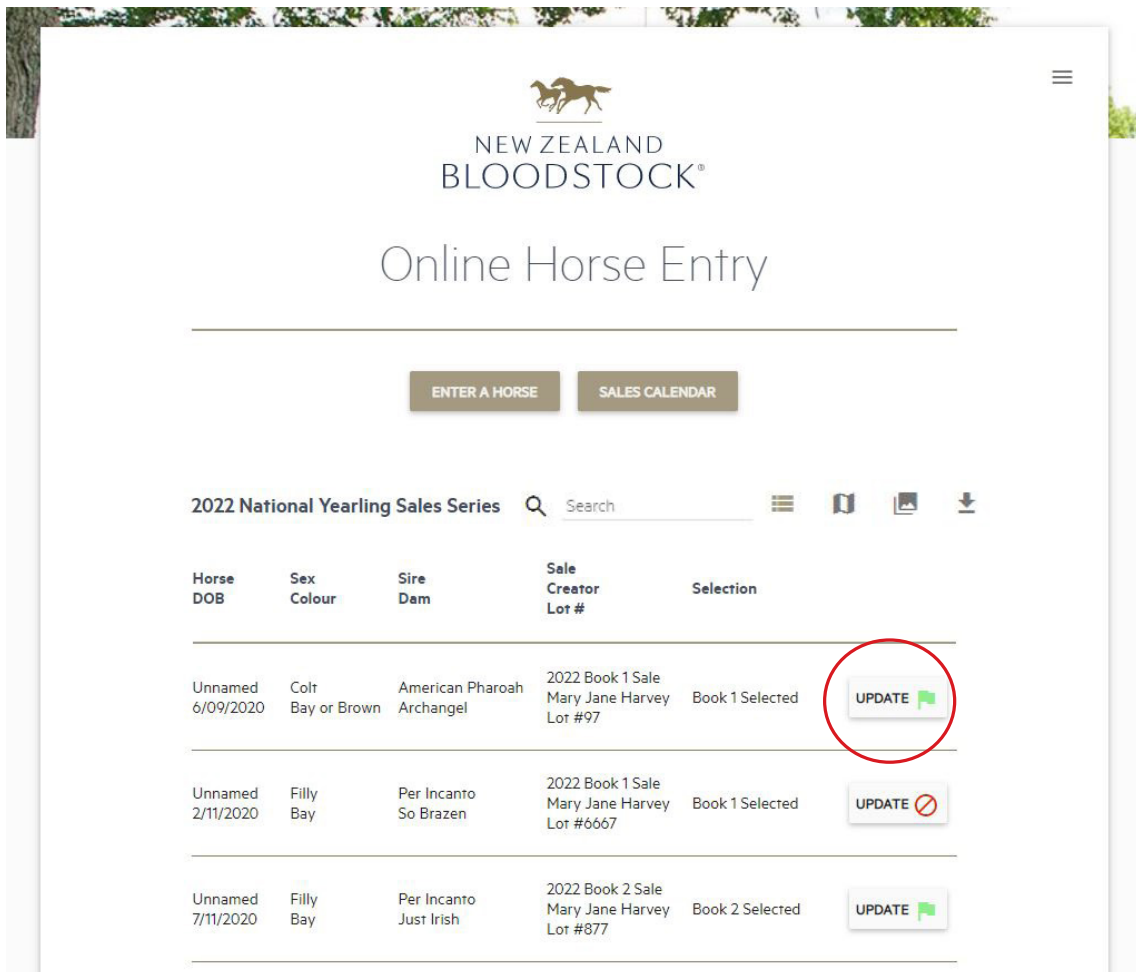 NEW ZEALAND
BLOODSTOCK®
Online Horse Entry
ENTER A HORSE
SALES CALENDAR
2022 National Yearling Sales Series
Search
Horse
DOB
Sex
Colour
Sire
Dam
Sale
Creator
Lot #
Selection
Unnamed
6/09/2020
Colt
Bay or Brown
American Pharoah
Archangel
2022 Book 1 Sale
Mary Jane Harvey
Lot #97
Book 1 Selected
UPDATE
Unnamed
2/11/2020
Filly
Bay
Per Incanto
So Brazen
2022 Book 1 Sale
Mary Jane Harvey
Lot #6667
Book 1 Selected
UPDATE
Unnamed
7/11/2020
Filly
Bay
Per Incanto
Just Irish
2022 Book 2 Sale
Mary Jane Harvey
Lot #877
Book 2 Selected
UPDATE